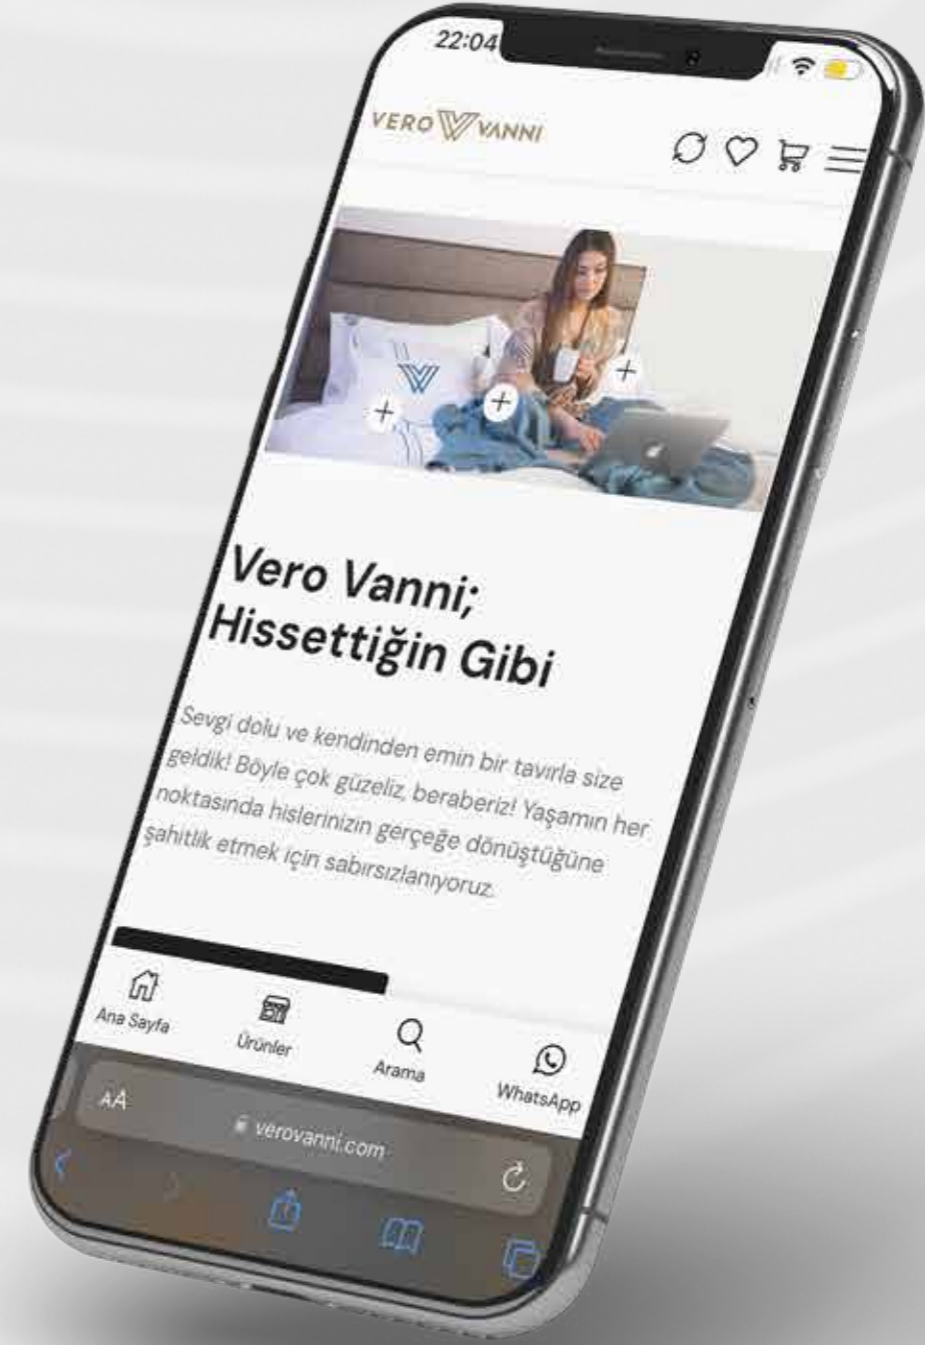 22:04
VERO VANNI
Vero Vanni;
Hissettiğin Gibi
Sevgi dolu ve kendinden emin bir tavırla size
geldik! Böyle çok güzeliz, beraberiz! Yaşamın her
noktasında hislerinizin gerçeğe dönüştüğüne
şahitlik etmek için sabırsızlanıyoruz.
Ana Sayfa
Ürünler
Arama
WhatsApp
AA
verovanni.com